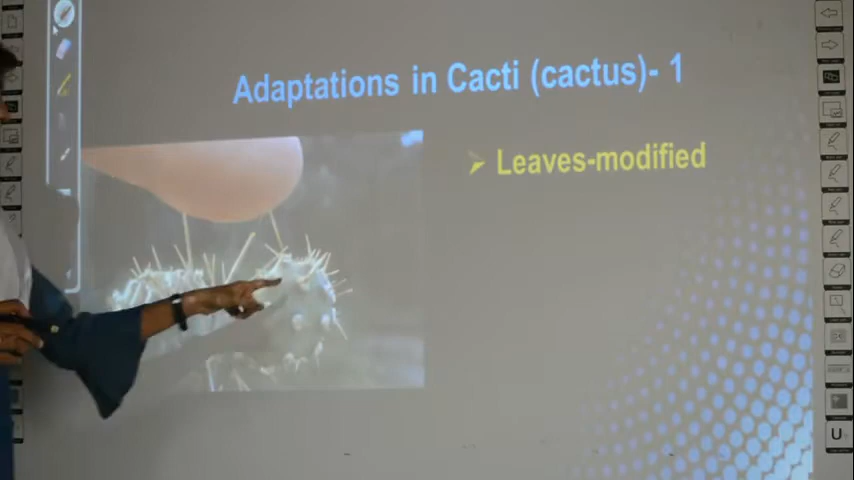 Adaptations in Cacti (cactus)- 1
Leaves-modified
U